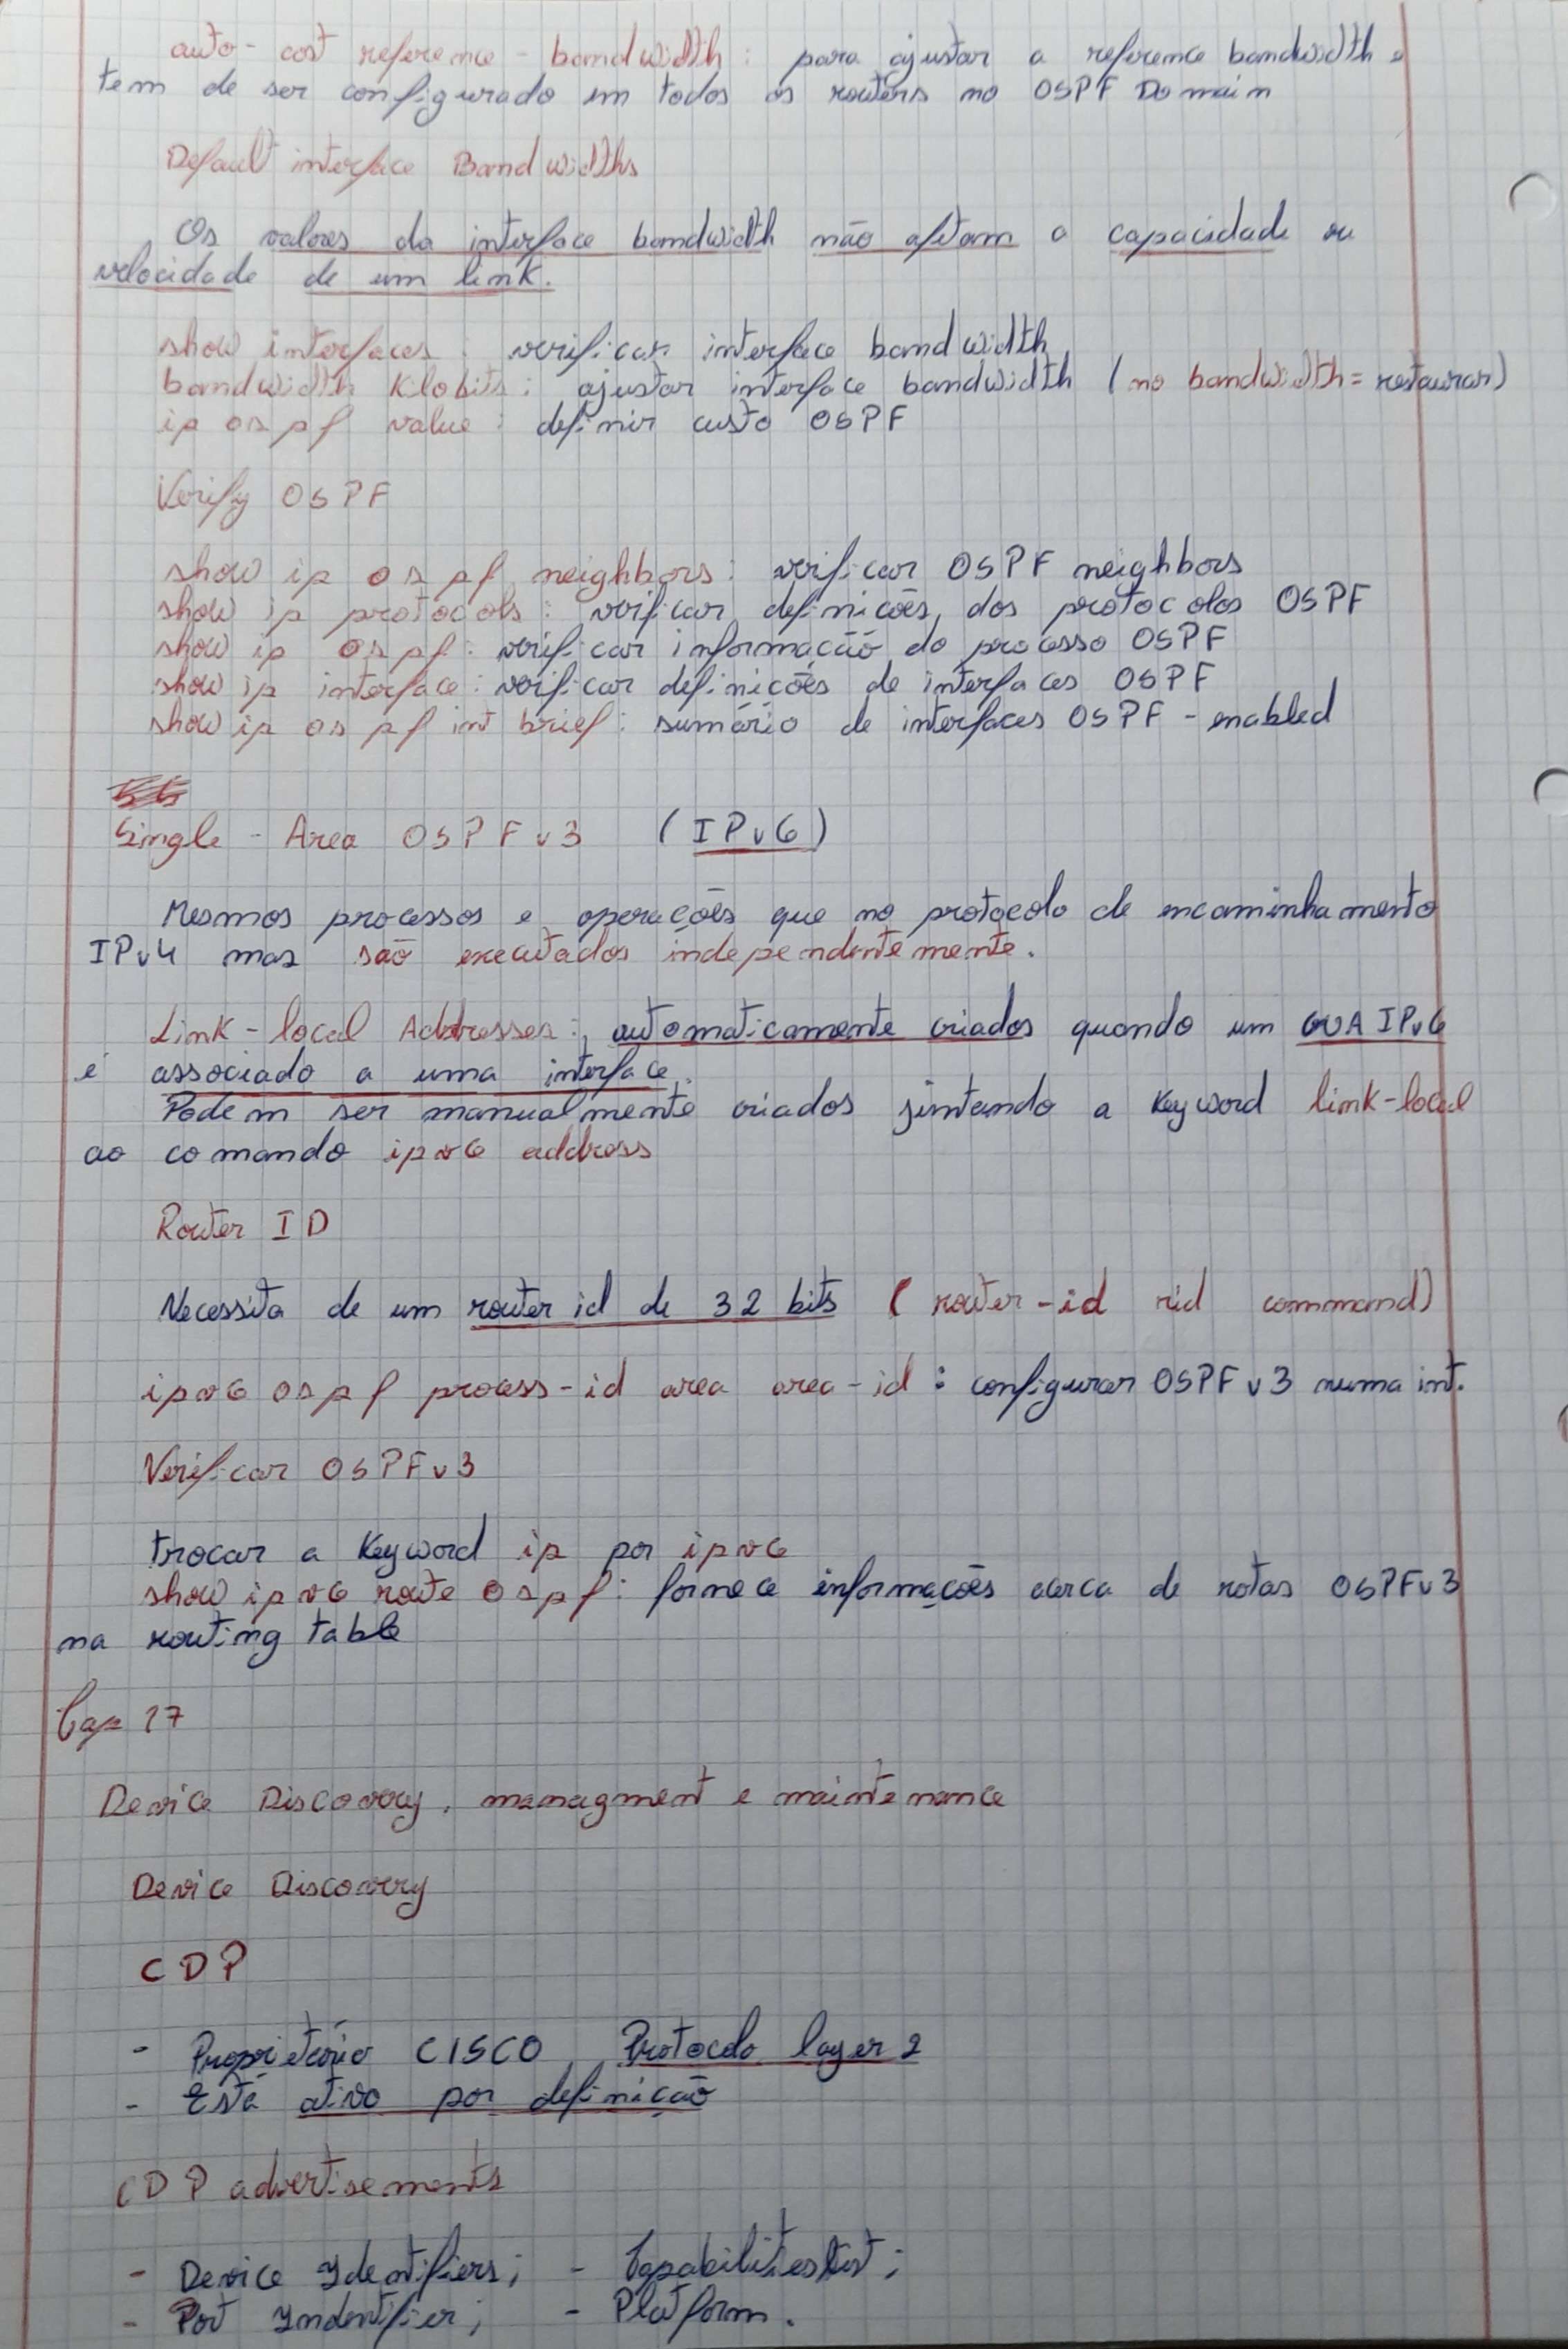 auto-cost reference-bandwidth: para ajustar a reference bandwidth e
tem de ser configurado em todos os routers no OSPF Domain
Default interface Bandwidths
Os valores da interface bandwidth não afetam a capacidade ou
velocidade de um link.
show interfaces: verificar interface bandwidth
bandwidth Klobits: ajustar interface bandwidth (no bandwidth = restaurar)
ip ospf value: definir custo OSPF
Verify OSPF
show ip ospf neighbors: verificar OSPF neighbors
show ip protocols: verificar definições dos protocolos OSPF
show ip ospf: verificar informação do processo OSPF
show ip interface: verificar definições de interfaces OSPF
show ip ospf int brief: sumário de interfaces OSPF-enabled
Single-Area OSPFv3 (IPv6)
Mesmos processos e operações que no protocolo de encaminhamento
IPv4 mas são executados independentemente.
Link-local Addresses: automaticamente criados quando um GUA IPv6
é associado a uma interface.
Podem ser manualmente criados juntando a Keyword link-local
ao comando ipv6 address
Router ID
Necessita de um router id de 32 bits (router-id rid command)
ipv6 ospf process-id area area-id: configurar OSPFv3 numa int.
Verificar OSPFv3
trocar a Keyword ip por ipv6
show ipv6 route ospf: fornece informações acerca de rotas OSPFv3
na routing table
Cap 17
Device Discovery, managment e maintenance
Device Discovery
CDP
- Proprietário CISCO, Protocolo layer 2
- Está ativo por definição
CDP advertisements
- Device Identifiers; - Capabilities list;
- Port Indentifier; - Platform.